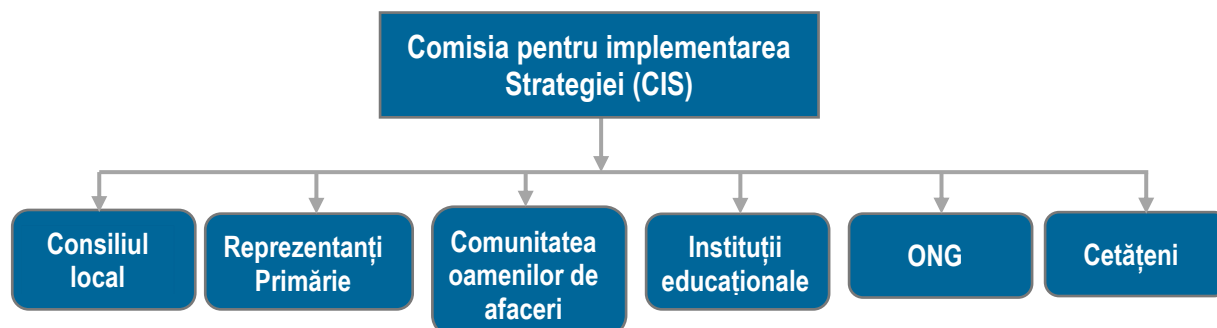 Comisia pentru implementarea
Strategiei (CIS)
Consiliul
local
Reprezentanți
Primărie
Comunitatea
oamenilor de
afaceri
Instituții
educaționale
ONG
Cetățeni